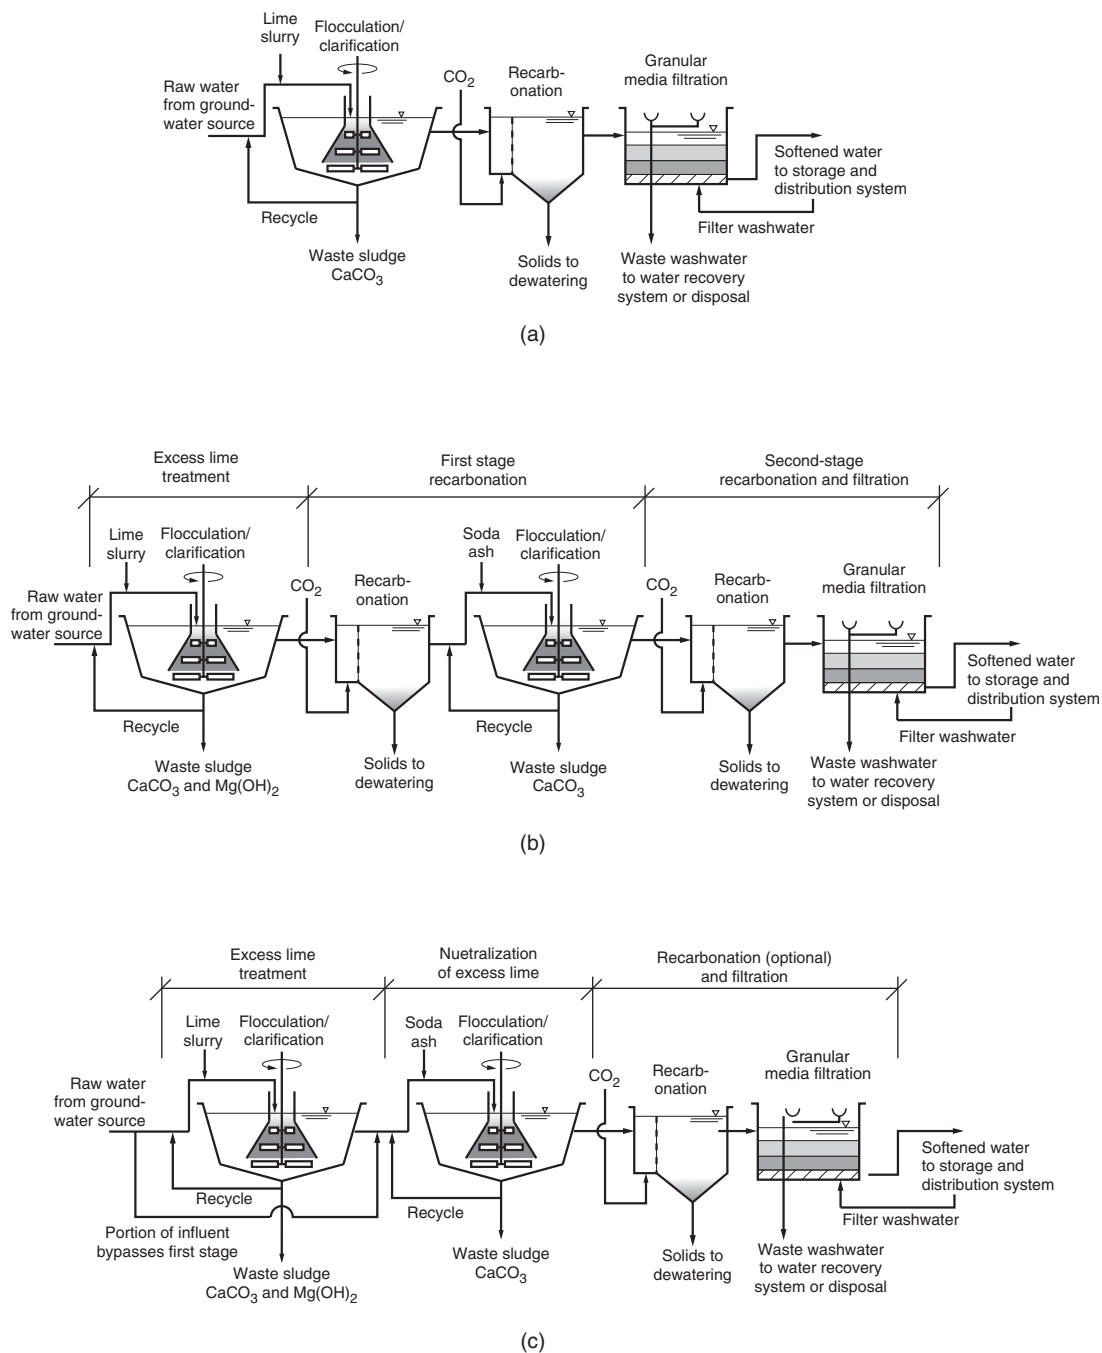 Lime
slurry
Flocculation/
clarification
CO2
Recarb-
onation
Granular
media filtration
Raw water
from ground-
water source
Softened water
to storage and
distribution system
Recycle
Filter washwater
Waste sludge
CaCO3
Solids to
dewatering
Waste washwater
to water recovery
system or disposal
(a)
Excess lime
treatment
First stage
recarbonation
Second-stage
recarbonation and filtration
Lime
slurry
Flocculation/
clarification
CO2
Recarb-
onation
Soda
ash
Flocculation/
clarification
CO2
Recarb-
onation
Granular
media filtration
Raw water
from ground-
water source
Softened water
to storage and
distribution system
Recycle
Recycle
Filter washwater
Waste sludge
CaCO3 and Mg(OH)2
Solids to
dewatering
Waste sludge
CaCO3
Solids to
dewatering
Waste washwater
to water recovery
system or disposal
(b)
Excess lime
treatment
Nuetralization
of excess lime
Recarbonation (optional)
and filtration
Lime
slurry
Flocculation/
clarification
Soda
ash
Flocculation/
clarification
CO2
Recarb-
onation
Granular
media filtration
Raw water
from ground-
water source
Softened water
to storage and
distribution system
Recycle
Recycle
Filter washwater
Portion of influent
bypasses first stage
Waste sludge
CaCO3 and Mg(OH)2
Waste sludge
CaCO3
Solids to
dewatering
Waste washwater
to water recovery
system or disposal
(c)